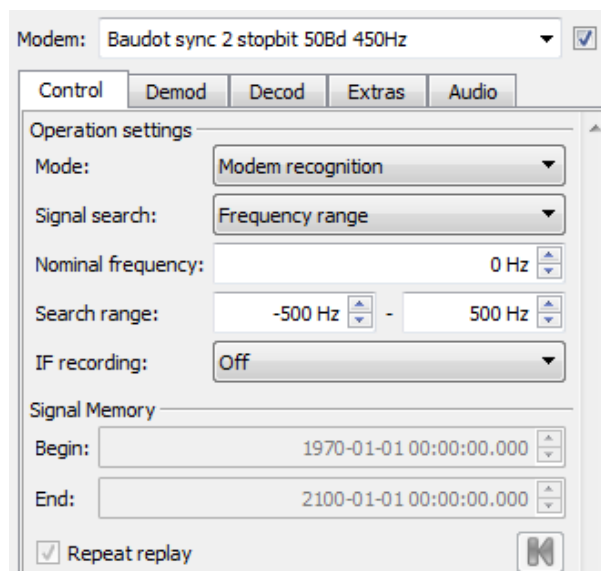 Modem: Baudot sync 2 stopbit 50Bd 450Hz
Control Demod Decod Extras Audio
Operation settings
Mode: Modem recognition
Signal search: Frequency range
Nominal frequency: 0 Hz
Search range: -500 Hz - 500 Hz
IF recording: Off
Signal Memory
Begin: 1970-01-01 00:00:00.000
End: 2100-01-01 00:00:00.000
Repeat replay